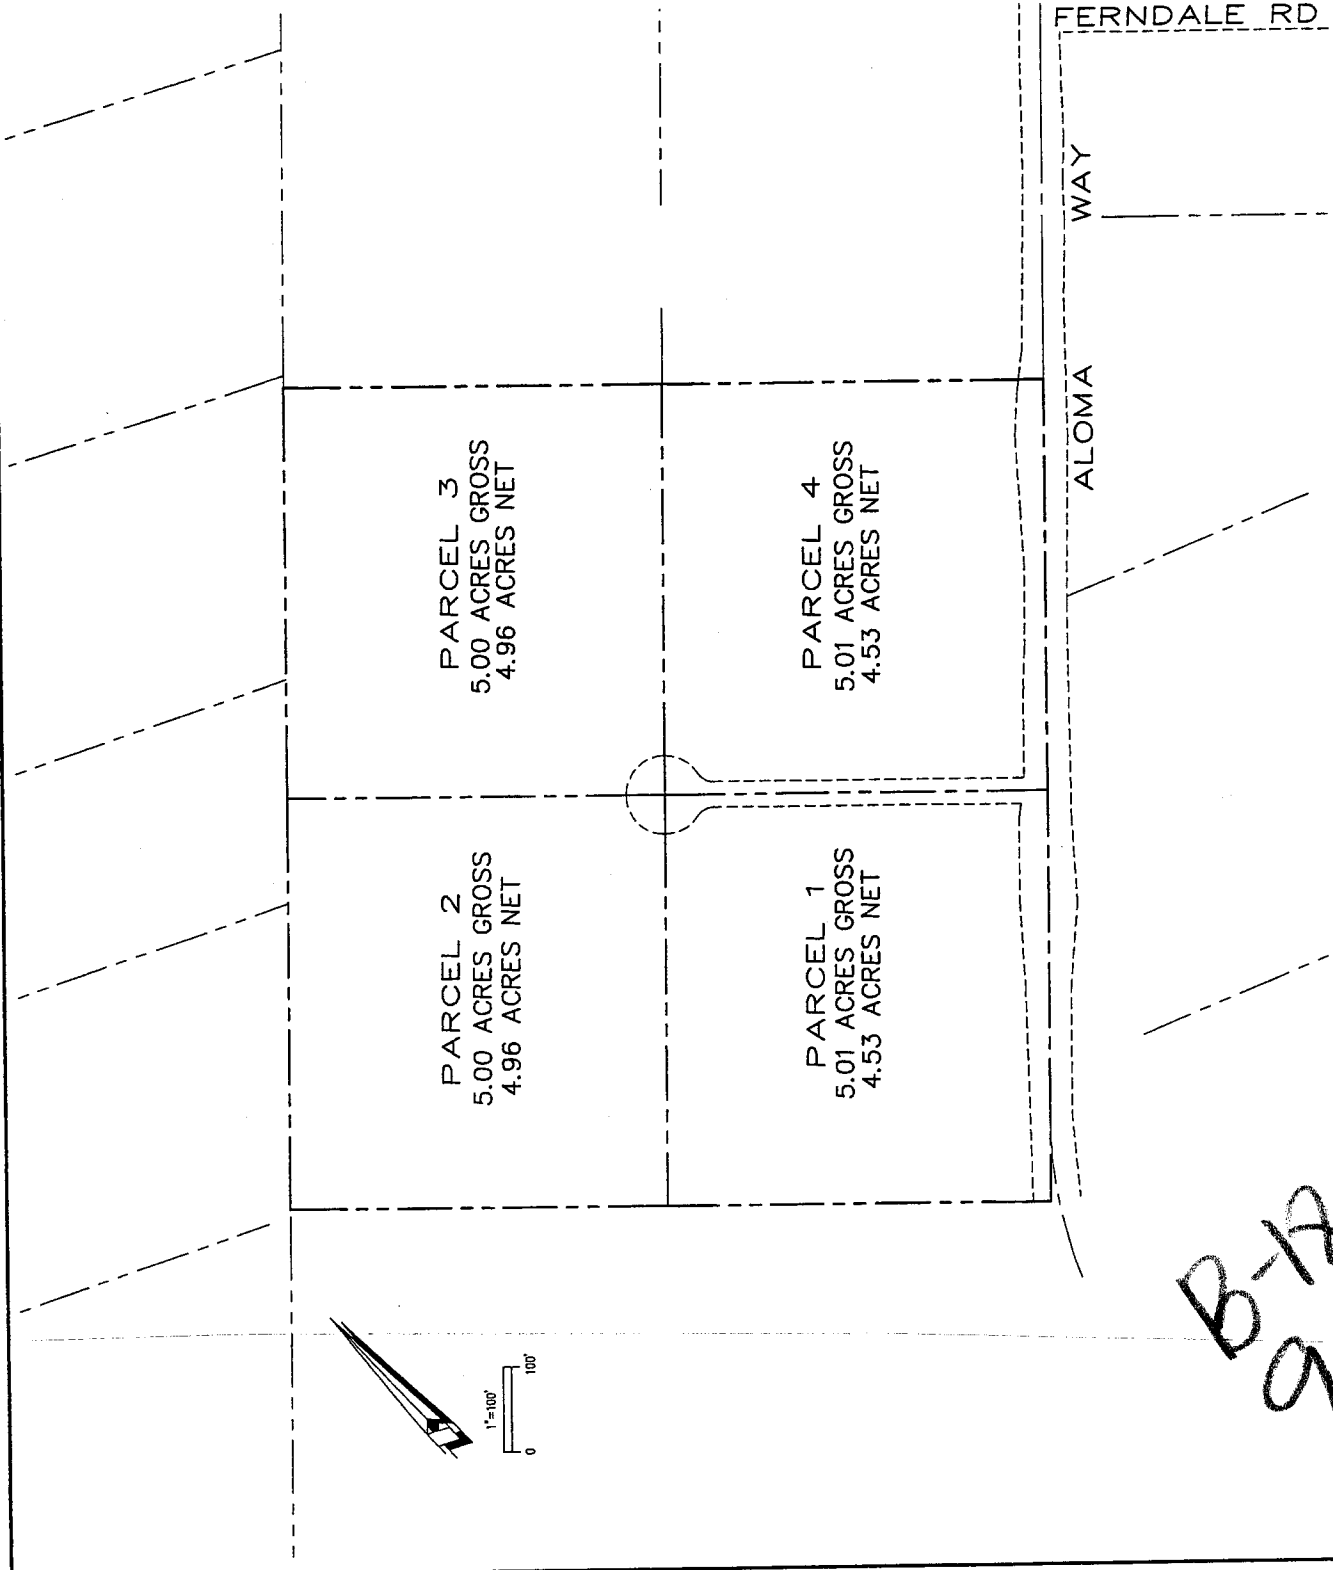 FERNDALE RD
ALOMA WAY
PARCEL 3
5.00 ACRES GROSS
4.96 ACRES NET
PARCEL 4
5.01 ACRES GROSS
4.53 ACRES NET
PARCEL 2
5.00 ACRES GROSS
4.96 ACRES NET
PARCEL 1
5.01 ACRES GROSS
4.53 ACRES NET
1"=100'
0 100'
B-1
9